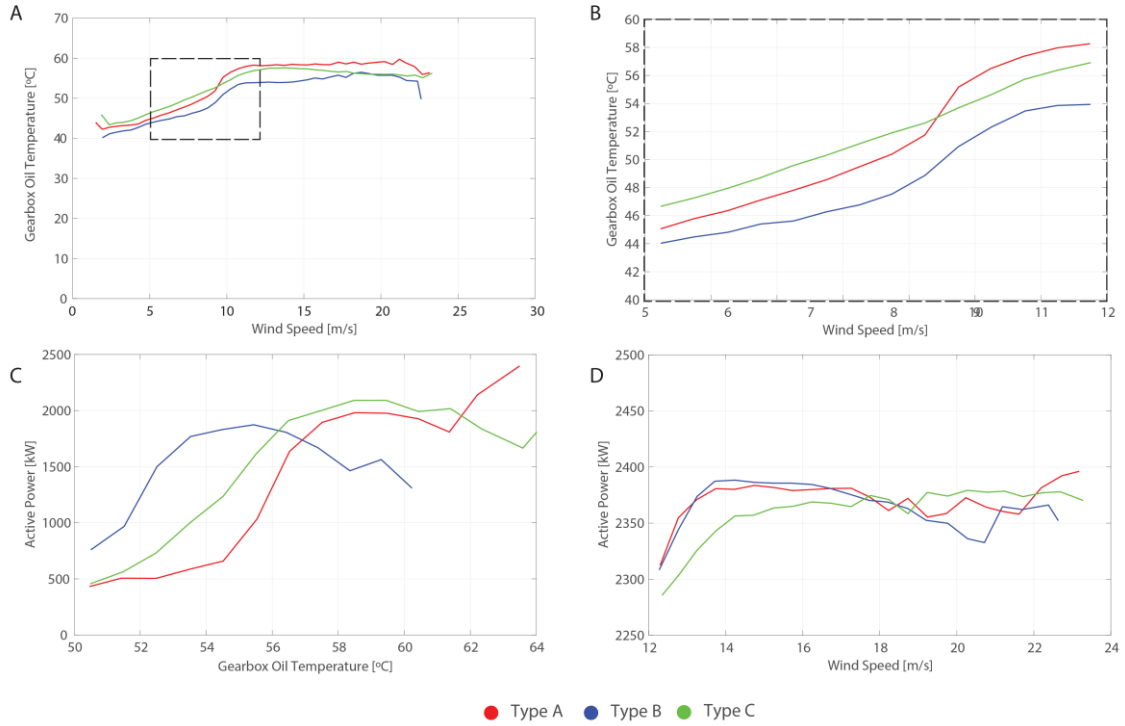 A
Gearbox Oil Temperature [ºC]
70
60
50
40
30
20
10
0
0 5 10 15 20 25 30
Wind Speed [m/s]
B
Gearbox Oil Temperature [ºC]
60
58
56
54
52
50
48
46
44
42
40
5 6 7 8 9 10 11 12
Wind Speed [m/s]
C
Active Power [kW]
2500
2000
1500
1000
500
0
50 52 54 56 58 60 62 64
Gearbox Oil Temperature [ºC]
D
Active Power [kW]
2500
2450
2400
2350
2300
2250
12 14 16 18 20 22 24
Wind Speed [m/s]
Type A Type B Type C